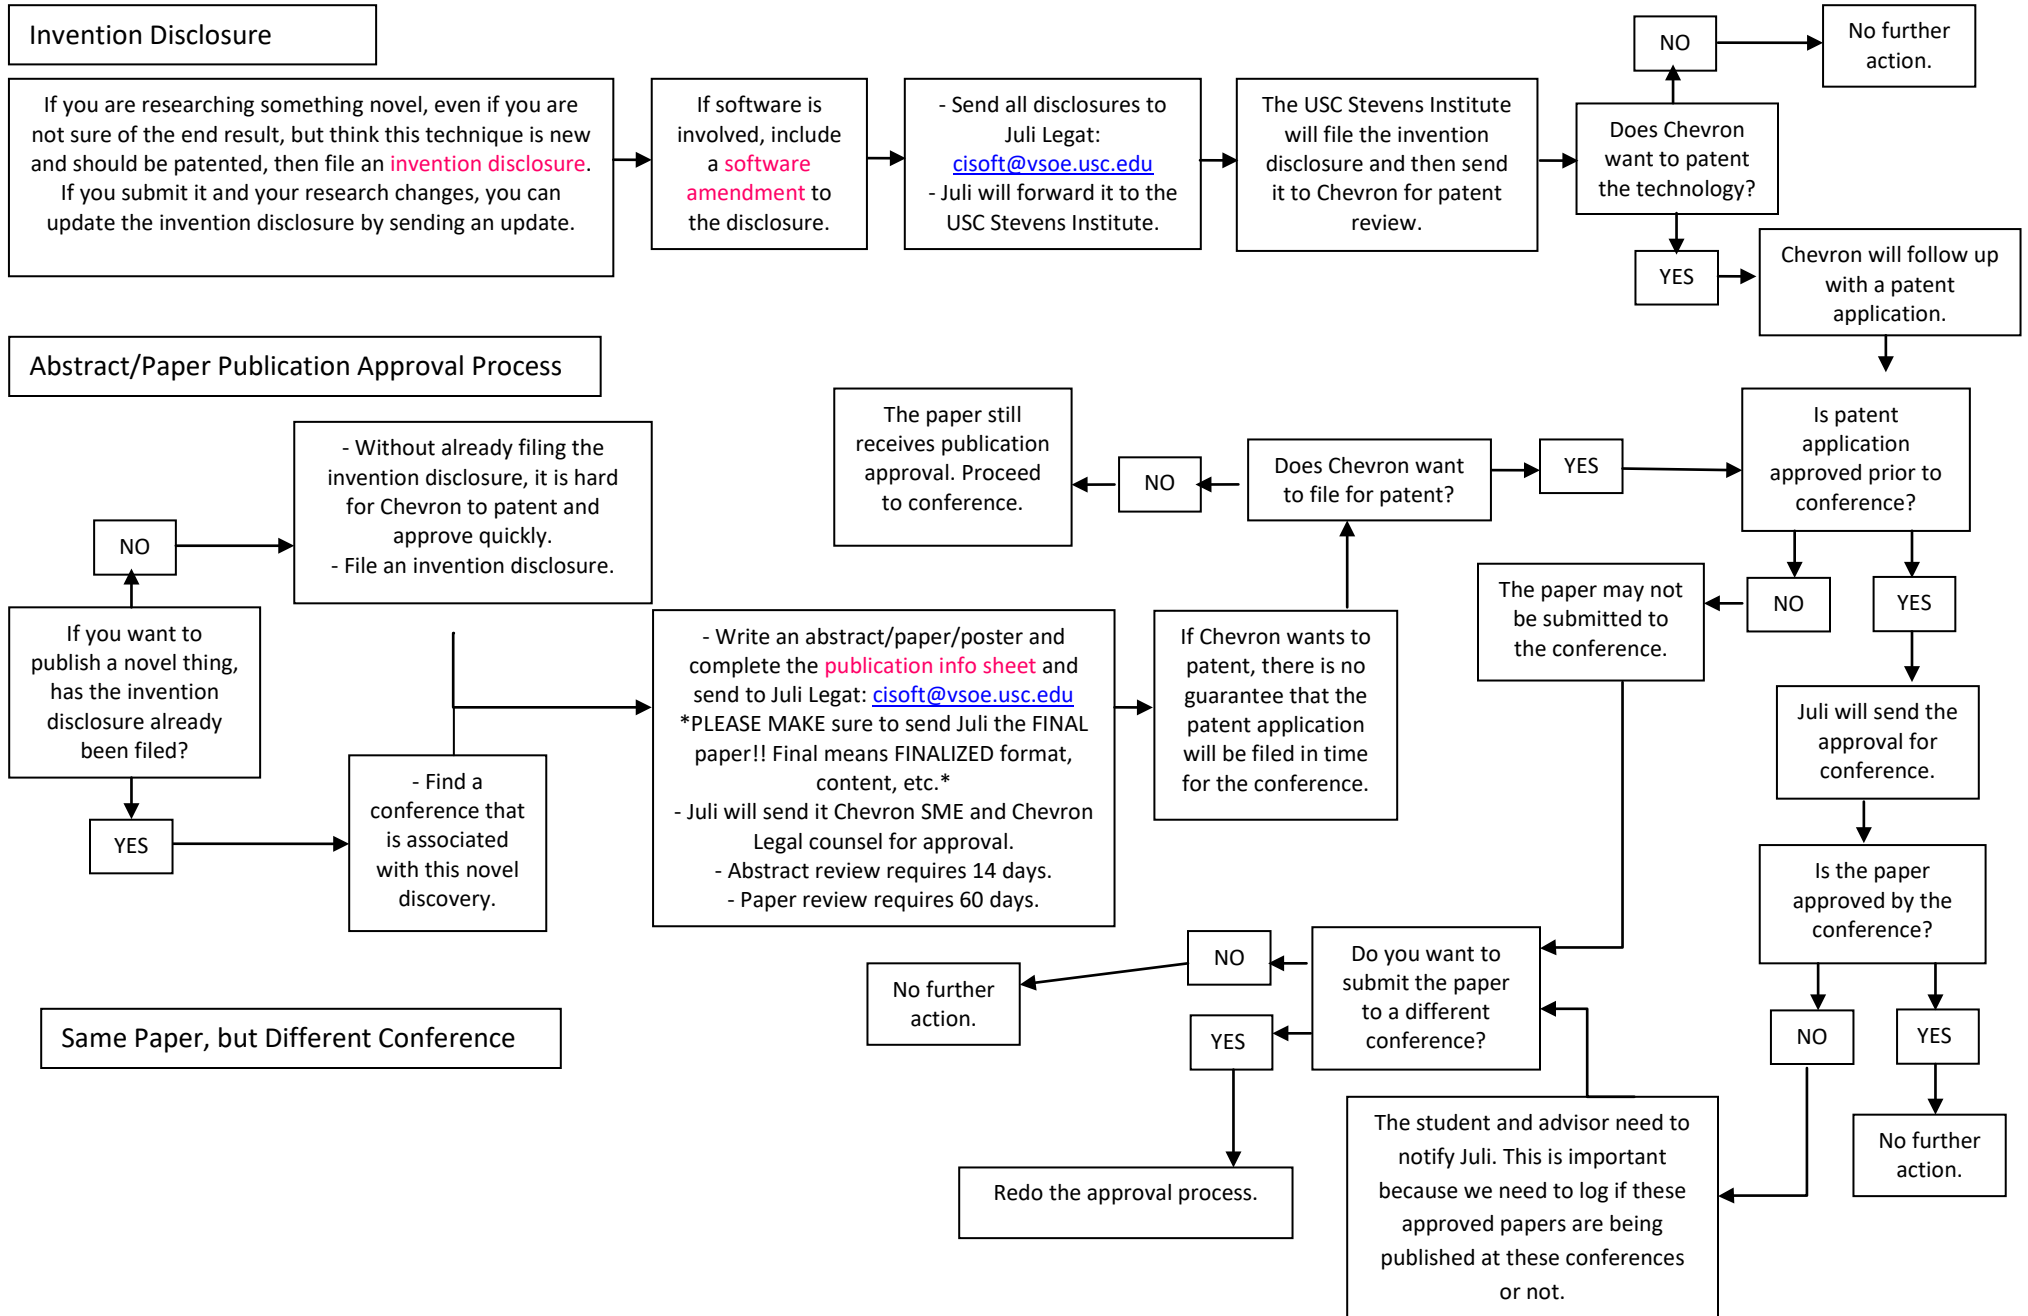 Invention Disclosure
If you are researching something novel, even if you are
not sure of the end result, but think this technique is new
and should be patented, then file an invention disclosure.
If you submit it and your research changes, you can
update the invention disclosure by sending an update.
If software is
involved, include
a software
amendment to
the disclosure.
- Send all disclosures to
Juli Legat:
cisoft@vsoe.usc.edu
- Juli will forward it to the
USC Stevens Institute.
The USC Stevens Institute
will file the invention
disclosure and then send
it to Chevron for patent
review.
Does Chevron
want to patent
the technology?
NO
No further
action.
YES
Chevron will follow up
with a patent
application.
Abstract/Paper Publication Approval Process
If you want to
publish a novel thing,
has the invention
disclosure already
been filed?
NO
- Without already filing the
invention disclosure, it is hard
for Chevron to patent and
approve quickly.
- File an invention disclosure.
YES
- Find a
conference that
is associated
with this novel
discovery.
- Write an abstract/paper/poster and
complete the publication info sheet and
send to Juli Legat: cisoft@vsoe.usc.edu
*PLEASE MAKE sure to send Juli the FINAL
paper!! Final means FINALIZED format,
content, etc.*
- Juli will send it Chevron SME and Chevron
Legal counsel for approval.
- Abstract review requires 14 days.
- Paper review requires 60 days.
If Chevron wants to
patent, there is no
guarantee that the
patent application
will be filed in time
for the conference.
Does Chevron want
to file for patent?
NO
The paper still
receives publication
approval. Proceed
to conference.
YES
Is patent
application
approved prior to
conference?
NO
The paper may not
be submitted to
the conference.
YES
Juli will send the
approval for
conference.
Is the paper
approved by the
conference?
NO
YES
No further
action.
The student and advisor need to
notify Juli. This is important
because we need to log if these
approved papers are being
published at these conferences
or not.
Same Paper, but Different Conference
Do you want to
submit the paper
to a different
conference?
NO
No further
action.
YES
Redo the approval process.